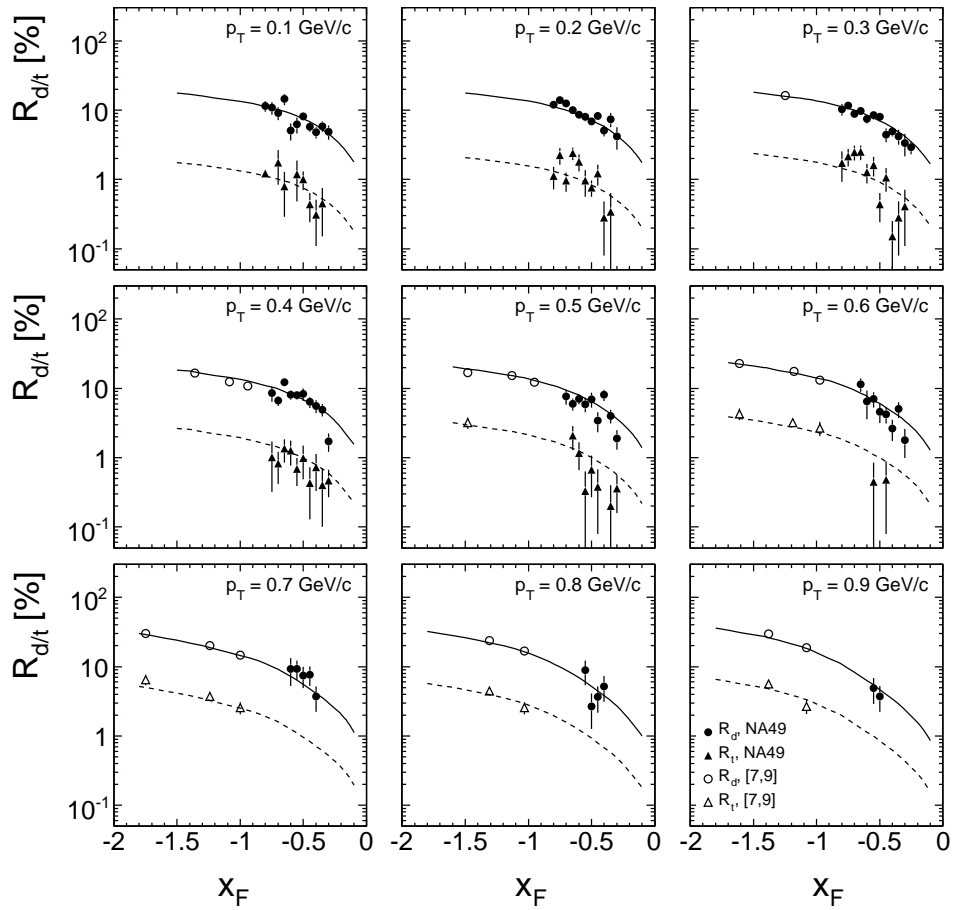 p_T = 0.1 GeV/c
p_T = 0.2 GeV/c
p_T = 0.3 GeV/c
R_{d/t} [%]
10^2
10
1
10^{-1}
p_T = 0.4 GeV/c
p_T = 0.5 GeV/c
p_T = 0.6 GeV/c
R_{d/t} [%]
10^2
10
1
10^{-1}
p_T = 0.7 GeV/c
p_T = 0.8 GeV/c
p_T = 0.9 GeV/c
R_{d/t} [%]
10^2
10
1
10^{-1}
R_d, NA49
R_t, NA49
R_d, [7,9]
R_t, [7,9]
-2 -1.5 -1 -0.5 0 -2 -1.5 -1 -0.5 0 -2 -1.5 -1 -0.5 0
x_F x_F x_F